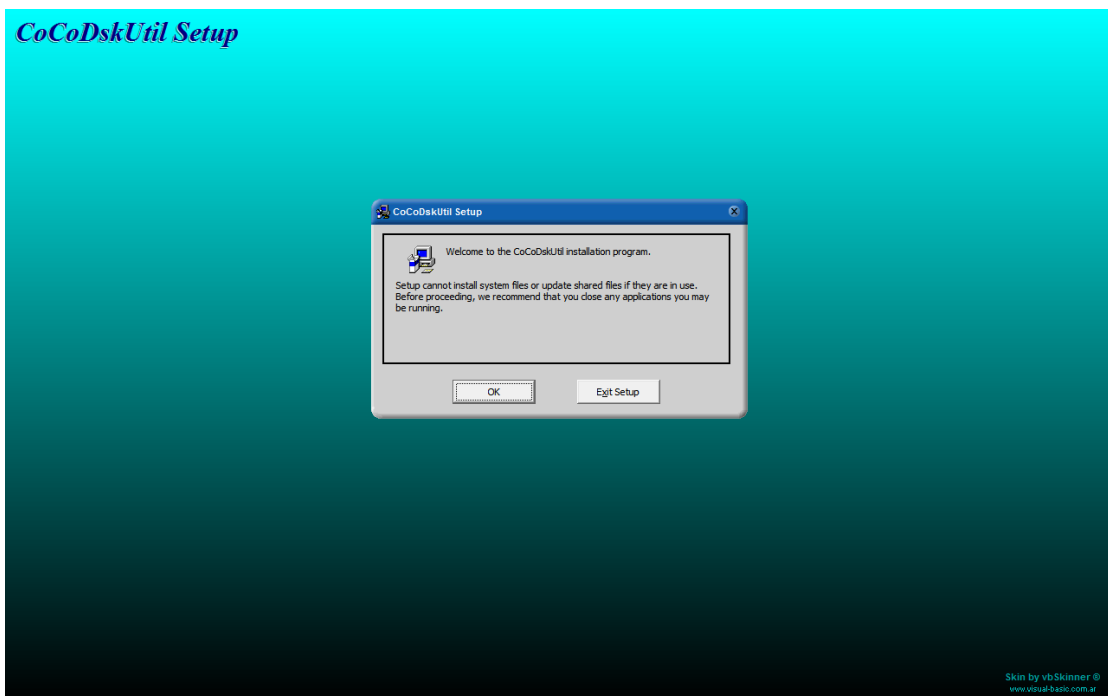 CoCoDskUtil Setup
CoCoDskUtil Setup
Welcome to the CoCoDskUtil installation program.
Setup cannot install system files or update shared files if they are in use.
Before proceeding, we recommend that you close any applications you may
be running.
OK
Exit Setup
Skin by vbSkinner ®
www.visual-basic.com.ar